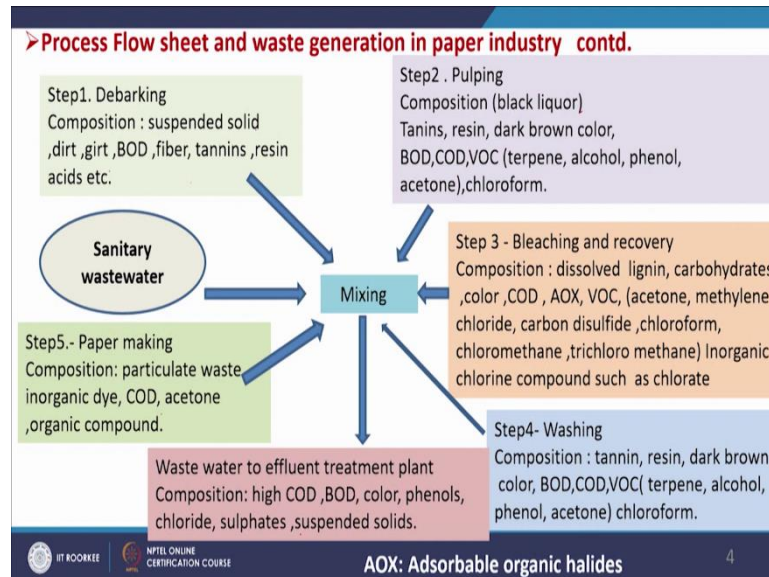 ➢Process Flow sheet and waste generation in paper industry contd.
Step1. Debarking
Composition : suspended solid
,dirt ,girt ,BOD ,fiber, tannins ,resin
acids etc.
Step2 . Pulping
Composition (black liquor)
Tanins, resin, dark brown color,
BOD,COD,VOC (terpene, alcohol, phenol,
acetone),chloroform.
Sanitary
wastewater
Mixing
Step 3 - Bleaching and recovery
Composition : dissolved lignin, carbohydrates
,color ,COD , AOX, VOC, (acetone, methylene
chloride, carbon disulfide ,chloroform,
chloromethane ,trichloro methane) Inorganic
chlorine compound such as chlorate
Step5.- Paper making
Composition: particulate waste
inorganic dye, COD, acetone
,organic compound.
Step4- Washing
Composition : tannin, resin, dark brown
color, BOD,COD,VOC( terpene, alcohol,
phenol, acetone) chloroform.
Waste water to effluent treatment plant
Composition: high COD ,BOD, color, phenols,
chloride, sulphates ,suspended solids.
IIT ROORKEE
NPTEL ONLINE
CERTIFICATION COURSE
AOX: Adsorbable organic halides
4